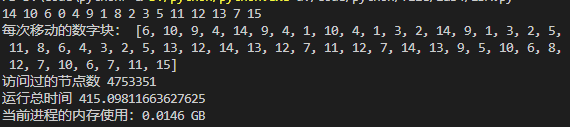 14 10 6 0 4 9 1 8 2 3 5 11 12 13 7 15
每次移动的数字块: [6, 10, 9, 4, 14, 9, 4, 1, 10, 4, 1, 3, 2, 14, 9, 1, 3, 2, 5,
11, 8, 6, 4, 3, 2, 5, 13, 12, 14, 13, 12, 7, 11, 12, 7, 14, 13, 9, 5, 10, 6, 8,
12, 7, 10, 6, 7, 11, 15]
访问过的节点数 4753351
运行总时间 415.09811663627625
当前进程的内存使用: 0.0146 GB